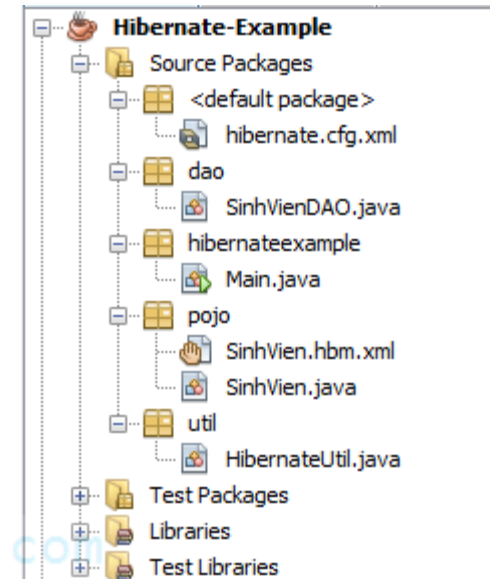 Hibernate-Example
Source Packages
<default package>
hibernate.cfg.xml
dao
SinhVienDAO.java
hibernateexample
Main.java
pojo
SinhVien.hbm.xml
SinhVien.java
util
HibernateUtil.java
Test Packages
Libraries
com
Test Libraries